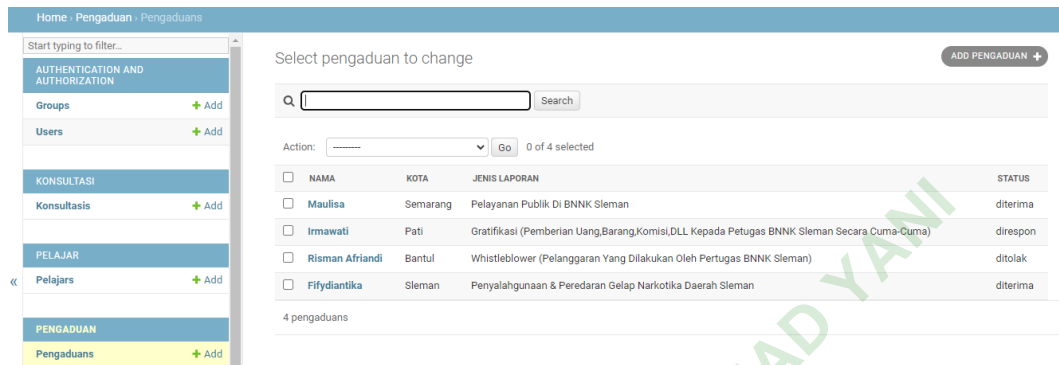 Home › Pengaduan › Pengaduans
Start typing to filter...
AUTHENTICATION AND
AUTHORIZATION
Groups + Add
Users + Add
KONSULTASI
Konsultasis + Add
PELAJAR
« Pelajars + Add
PENGADUAN
Pengaduans + Add
Select pengaduan to change
ADD PENGADUAN +
Search
Action: --------- Go 0 of 4 selected
NAMA KOTA JENIS LAPORAN STATUS
Maulisa Semarang Pelayanan Publik Di BNNK Sleman diterima
Irmawati Pati Gratifikasi (Pemberian Uang,Barang,Komisi,DLL Kepada Petugas BNNK Sleman Secara Cuma-Cuma) direspon
Risman Afriandi Bantul Whistleblower (Pelanggaran Yang Dilakukan Oleh Pertugas BNNK Sleman) ditolak
Fifydiantika Sleman Penyalahgunaan & Peredaran Gelap Narkotika Daerah Sleman diterima
4 pengaduans
YANI